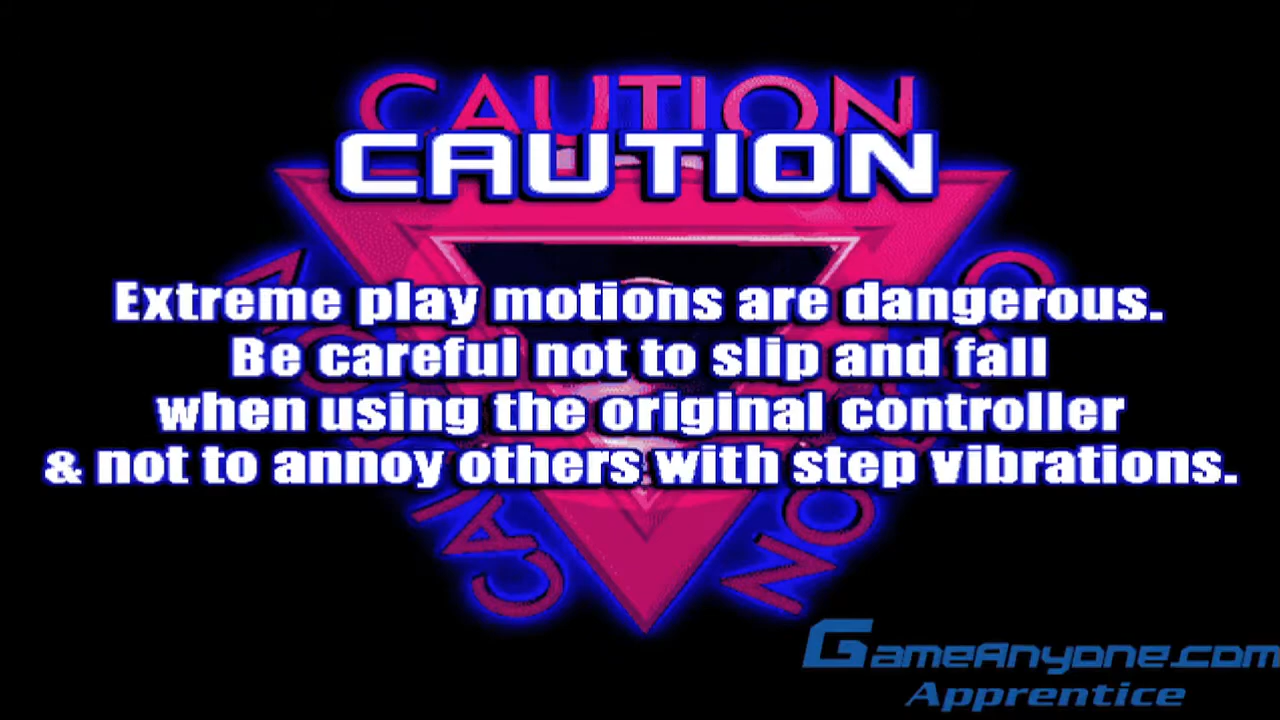 CAUTION
CAUTION
Extreme play motions are dangerous.
Be careful not to slip and fall
when using the original controller
& not to annoy others with step vibrations.
GameAnyone.com
Apprentice